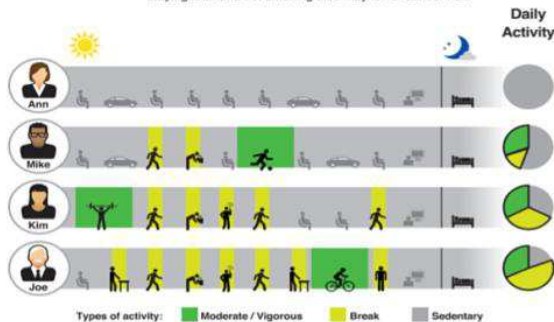 Daily
Activity
Ann
Mike
Kim
Joe
Types of activity: Moderate / Vigorous Break Sedentary